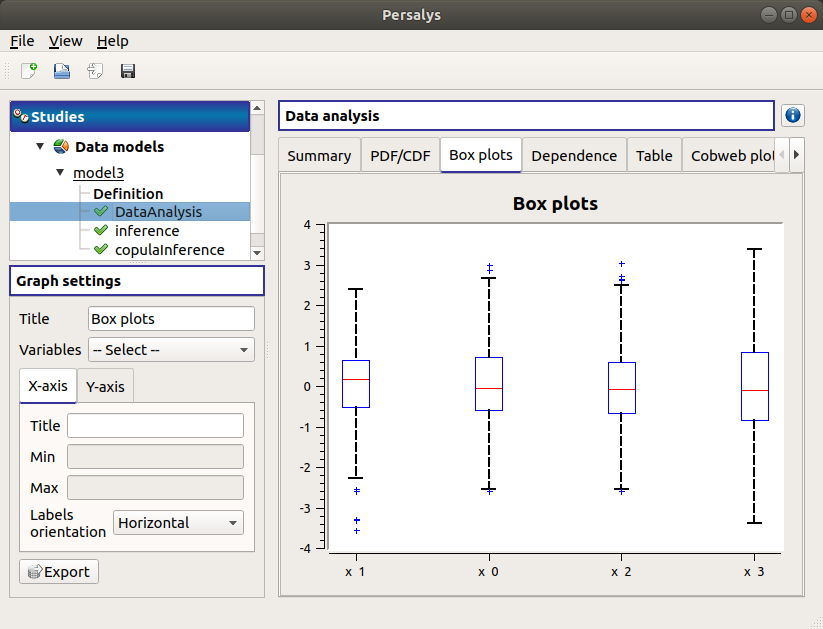 Persalys
File View Help
Studies
Data models
model3
Definition
DataAnalysis
inference
copulaInference
Graph settings
Title Box plots
Variables -- Select --
X-axis Y-axis
Title
Min
Max
Labels
orientation Horizontal
Export
Data analysis
Summary PDF/CDF Box plots Dependence Table Cobweb plot
Box plots
4
3
2
1
0
-1
-2
-3
-4
x 1 x 0 x 2 x 3